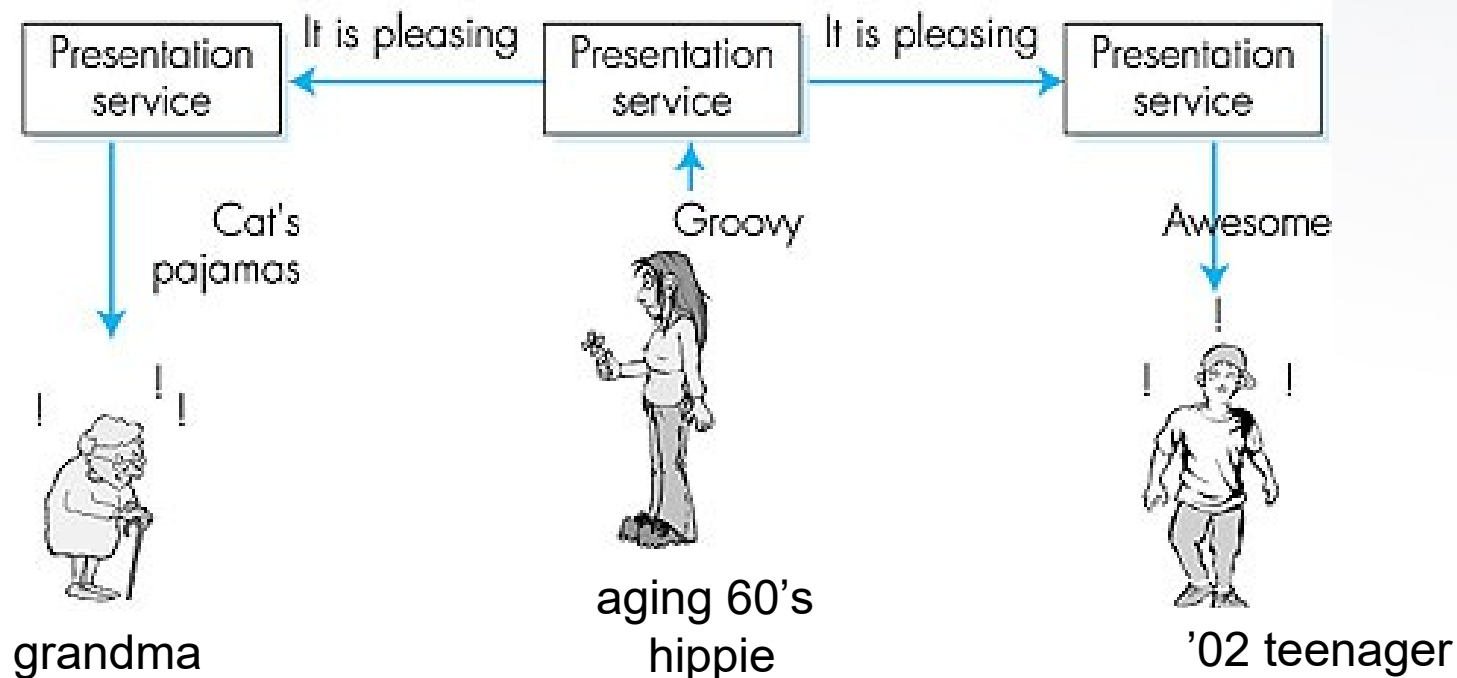 Presentation
service
It is pleasing
Presentation
service
It is pleasing
Presentation
service
Cat's
pajamas
Groovy
Awesome
!
!
!
!
!
!
grandma
aging 60’s
hippie
’02 teenager